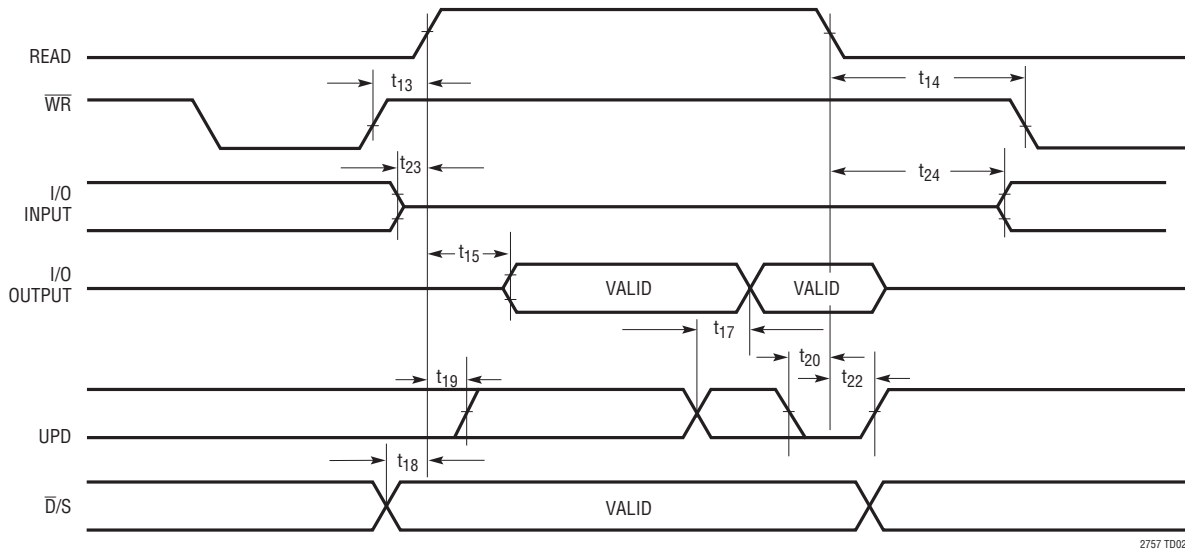 READ
t13
t14
W̅R̅
t23
t24
I/O
INPUT
t15
I/O
OUTPUT
VALID
VALID
t17
t20
t19
t22
UPD
t18
D̅/S
VALID
2757 TD02